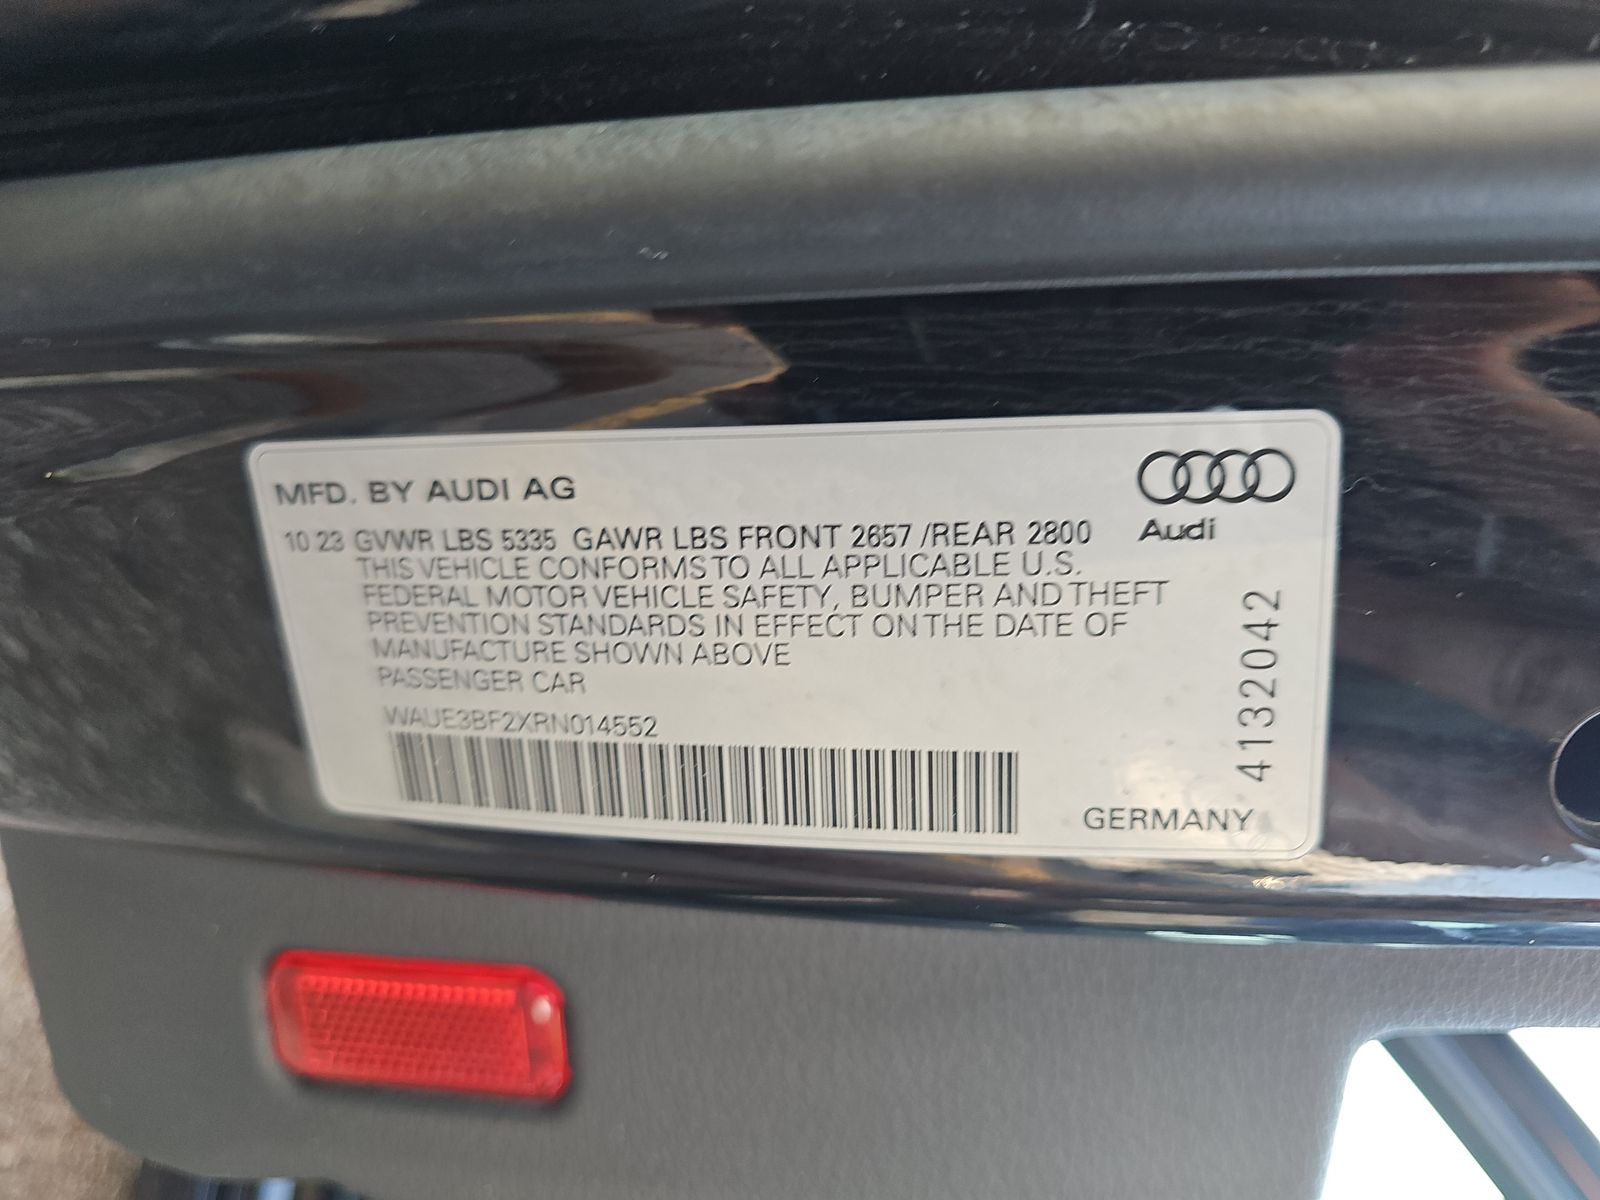 MFD. BY AUDI AG
Audi
10 23 GVWR LBS 5335 GAWR LBS FRONT 2657 /REAR 2800
THIS VEHICLE CONFORMS TO ALL APPLICABLE U.S.
FEDERAL MOTOR VEHICLE SAFETY, BUMPER AND THEFT
PREVENTION STANDARDS IN EFFECT ON THE DATE OF
MANUFACTURE SHOWN ABOVE
PASSENGER CAR
WAUE3BF2XRN014552
4132042
GERMANY